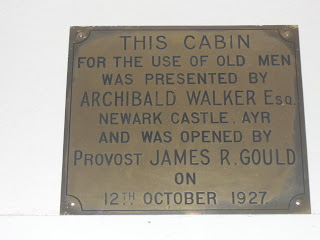 THIS CABIN
FOR THE USE OF OLD MEN
WAS PRESENTED BY
ARCHIBALD WALKER ESQ.
NEWARK CASTLE. AYR
AND WAS OPENED BY
PROVOST JAMES R. GOULD
ON
12TH OCTOBER 1927.